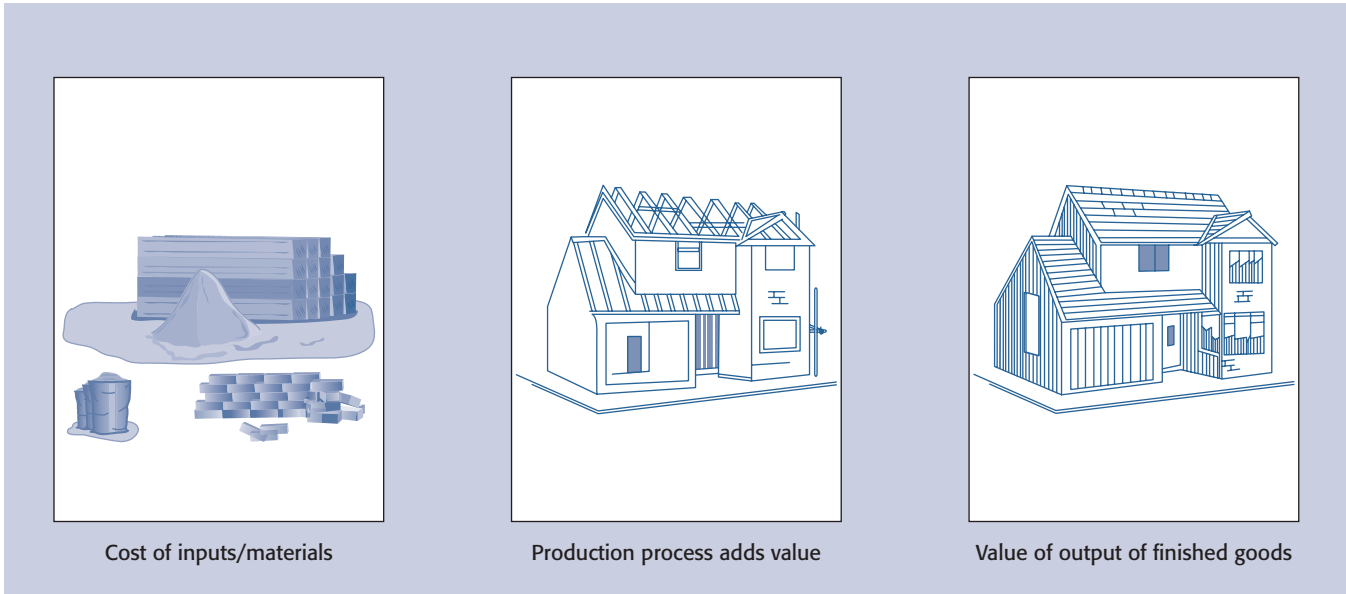 Cost of inputs/materials
Production process adds value
Value of output of finished goods